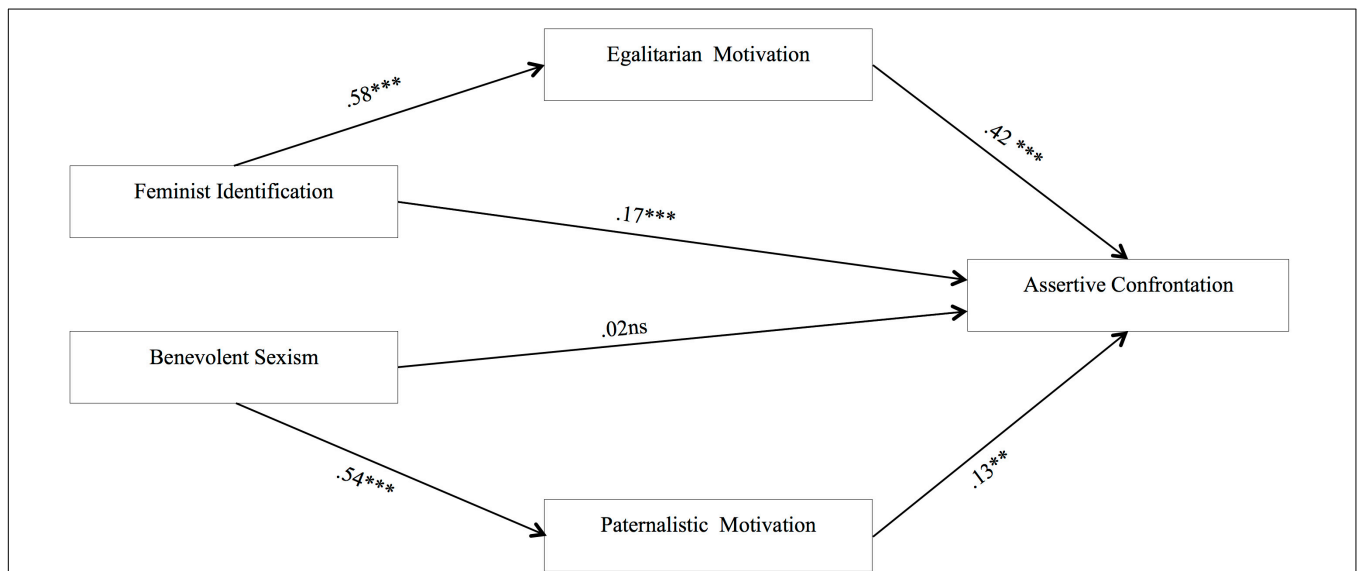 Egalitarian Motivation
.58***
.42 ***
Feminist Identification
.17***
Assertive Confrontation
.02ns
Benevolent Sexism
.54***
.13**
Paternalistic Motivation